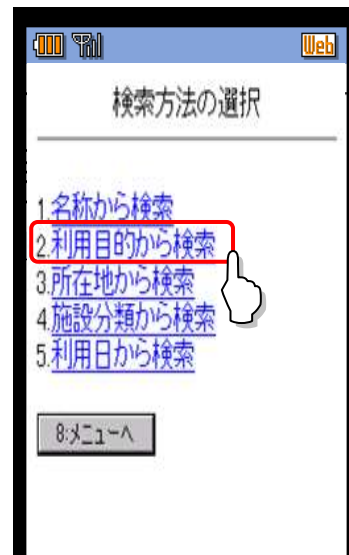 Web
検索方法の選択
1.名称から検索
2.利用目的から検索
3.所在地から検索
4.施設分類から検索
5.利用日から検索
8:メニューへ